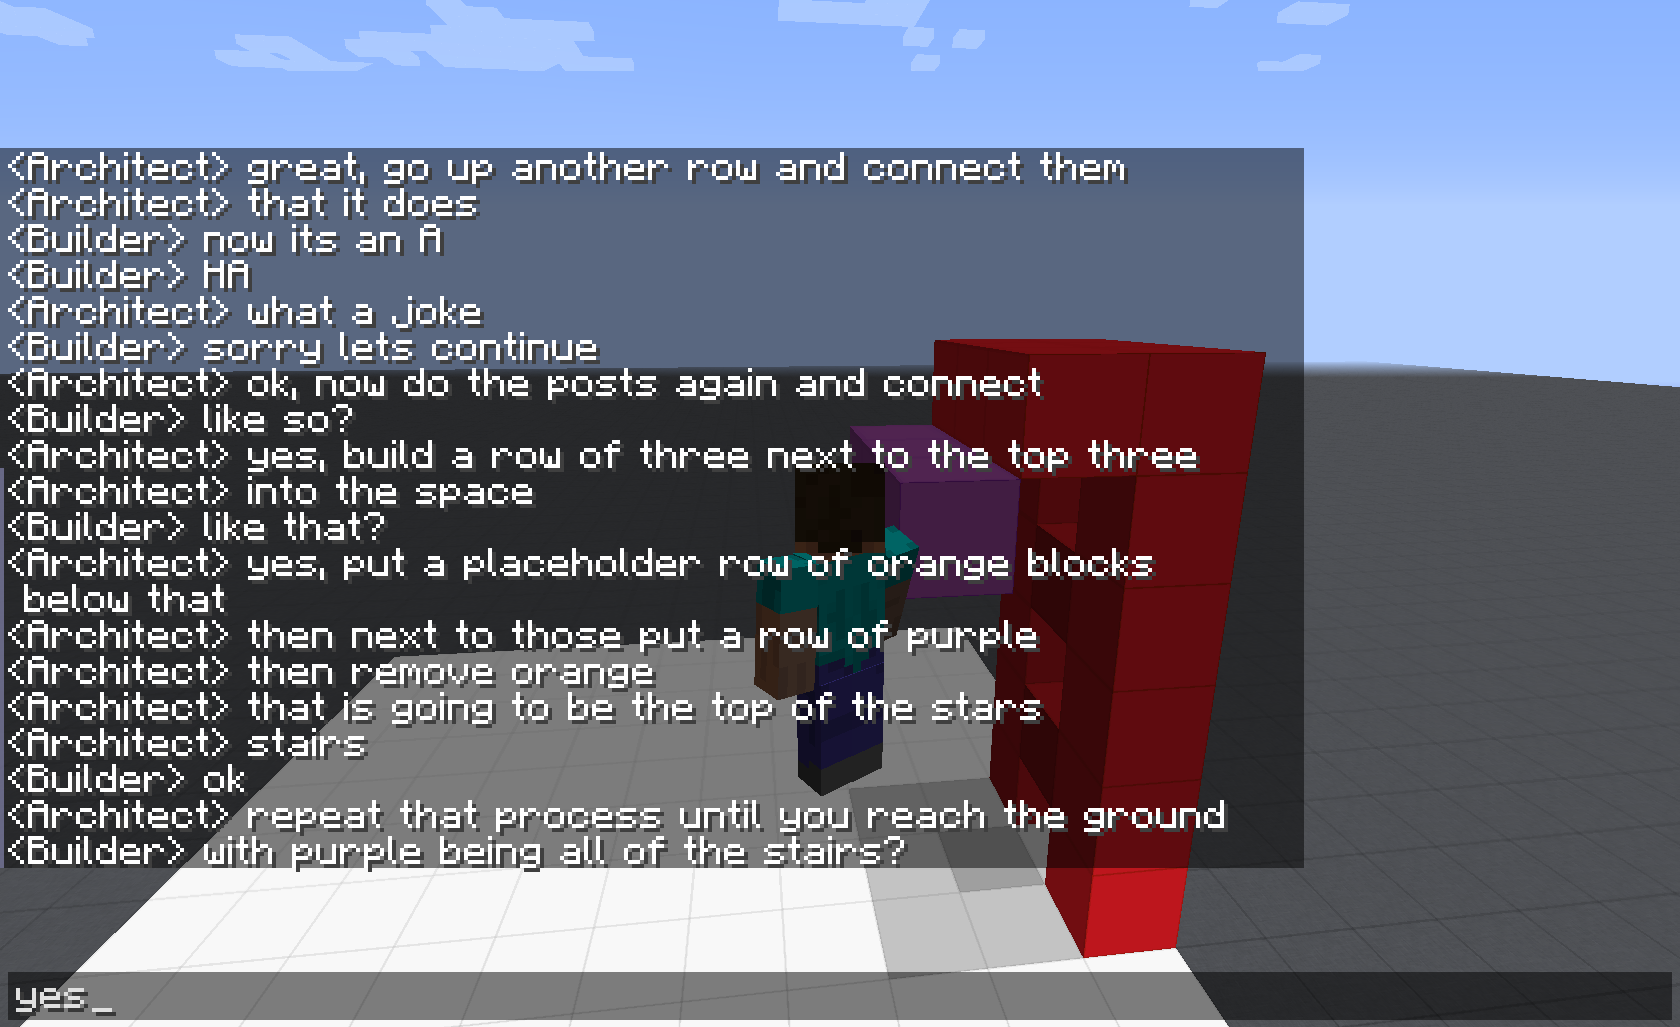 <Architect> great, go up another row and connect them
<Architect> that it does
<Builder> now its an A
<Builder> HA
<Architect> what a joke
<Builder> sorry lets continue
<Architect> ok, now do the posts again and connect
<Builder> like so?
<Architect> yes, build a row of three next to the top three
<Architect> into the space
<Builder> like that?
<Architect> yes, put a placeholder row of orange blocks
below that
<Architect> then next to those put a row of purple
<Architect> then remove orange
<Architect> that is going to be the top of the stars
<Architect> stairs
<Builder> ok
<Architect> repeat that process until you reach the ground
<Builder> with purple being all of the stairs?
yes_